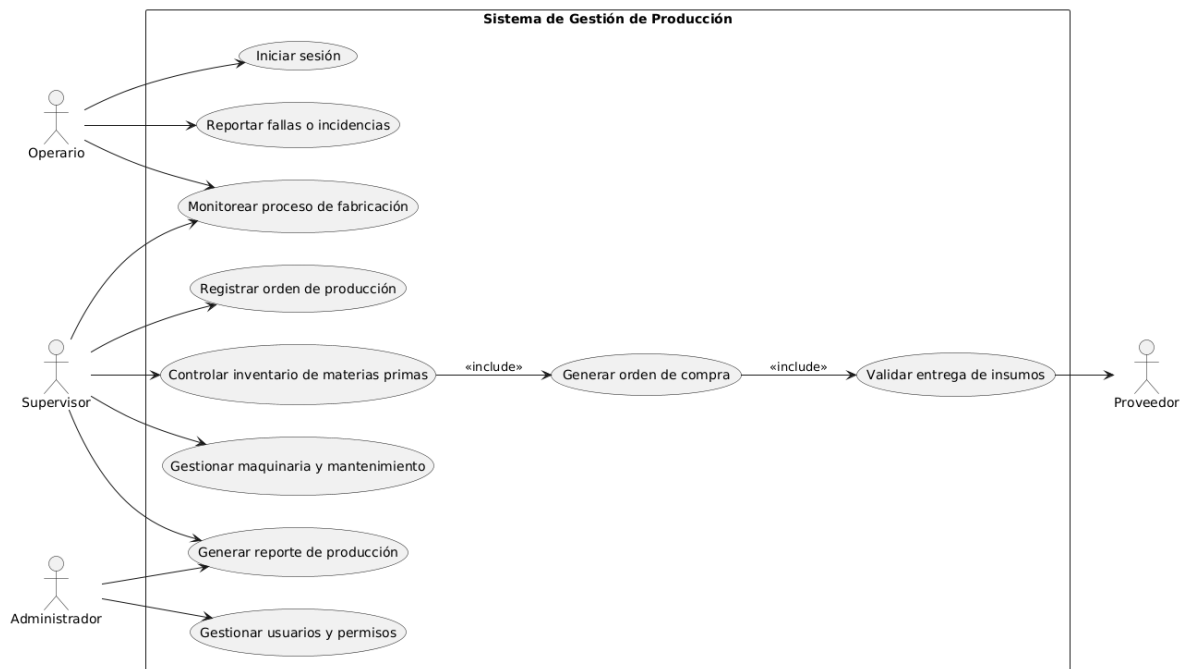 Sistema de Gestión de Producción
Iniciar sesión
Operario
Reportar fallas o incidencias
Monitorear proceso de fabricación
Registrar orden de producción
Supervisor
Controlar inventario de materias primas
«include»
Generar orden de compra
«include»
Validar entrega de insumos
Proveedor
Gestionar maquinaria y mantenimiento
Generar reporte de producción
Administrador
Gestionar usuarios y permisos